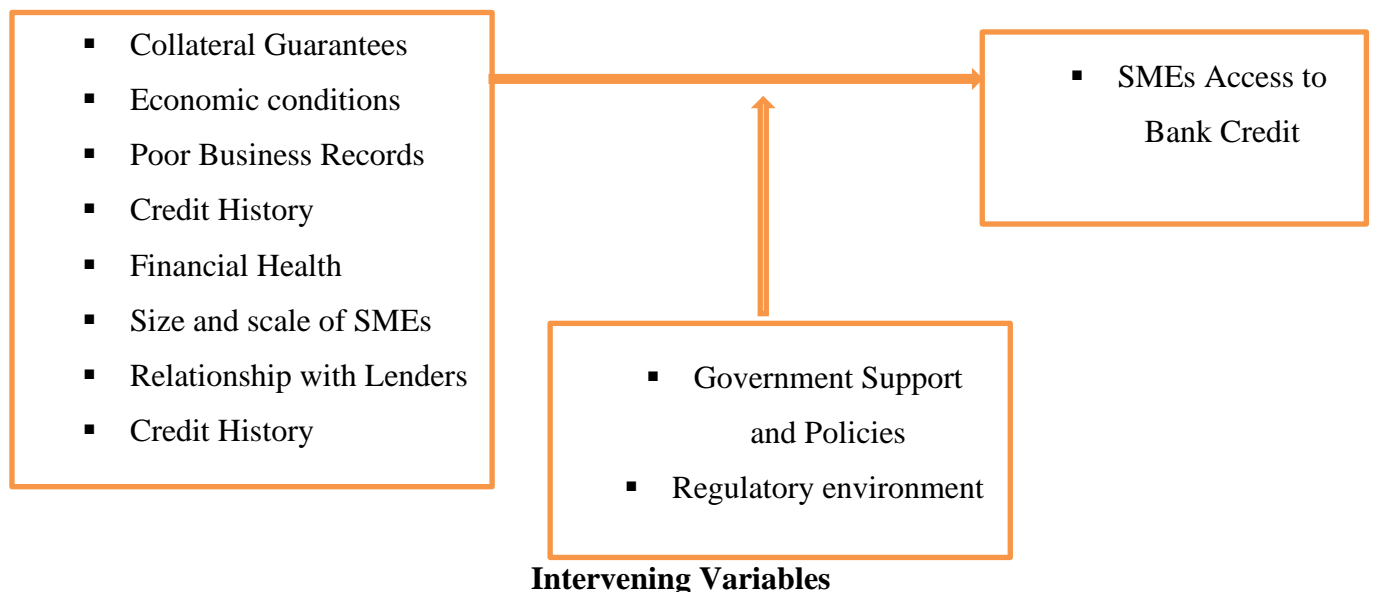 ▪ Collateral Guarantees
▪ Economic conditions
▪ Poor Business Records
▪ Credit History
▪ Financial Health
▪ Size and scale of SMEs
▪ Relationship with Lenders
▪ Credit History
▪ SMEs Access to
Bank Credit
▪ Government Support
and Policies
▪ Regulatory environment
Intervening Variables